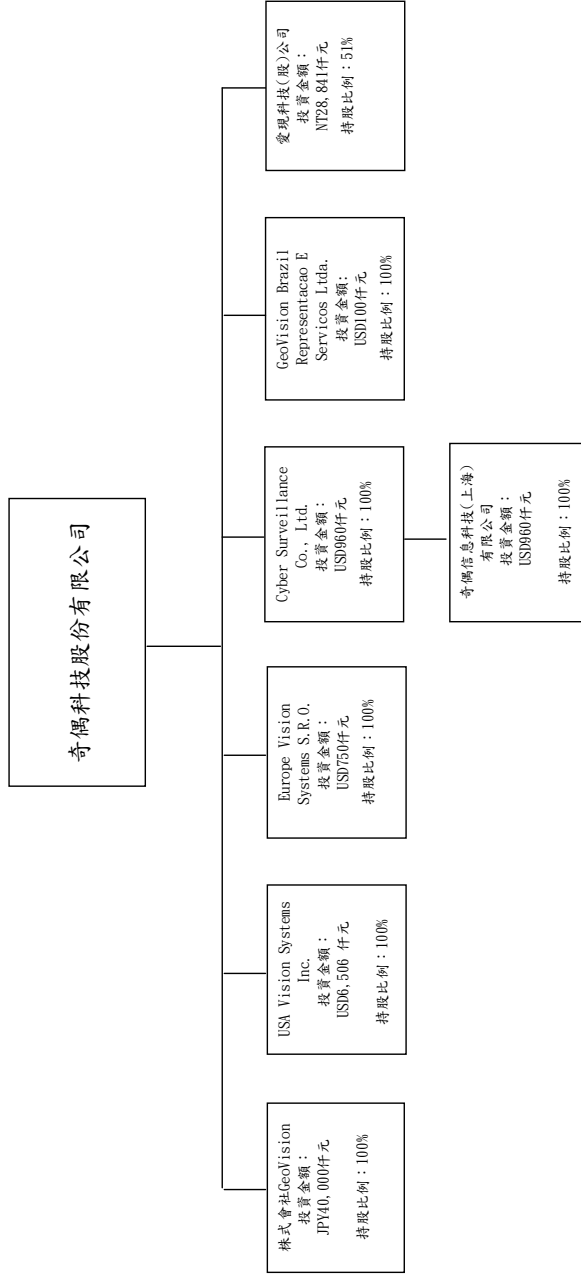 奇偶科技股份有限公司
株式會社GeoVision
投資金額：
JPY40,000仟元
持股比例：100%
USA Vision Systems
Inc.
投資金額：
USD6,506 仟元
持股比例：100%
Europe Vision
Systems S.R.O.
投資金額：
USD750仟元
持股比例：100%
Cyber Surveillance
Co., Ltd.
投資金額：
USD960仟元
持股比例：100%
GeoVision Brazil
Representacao E
Servicos Ltda.
投資金額:
USD100仟元
持股比例：100%
愛現科技(股)公司
投資金額：
NT28,841仟元
持股比例：51%
奇偶信息科技(上海)
有限公司
投資金額：
USD960仟元
持股比例：100%